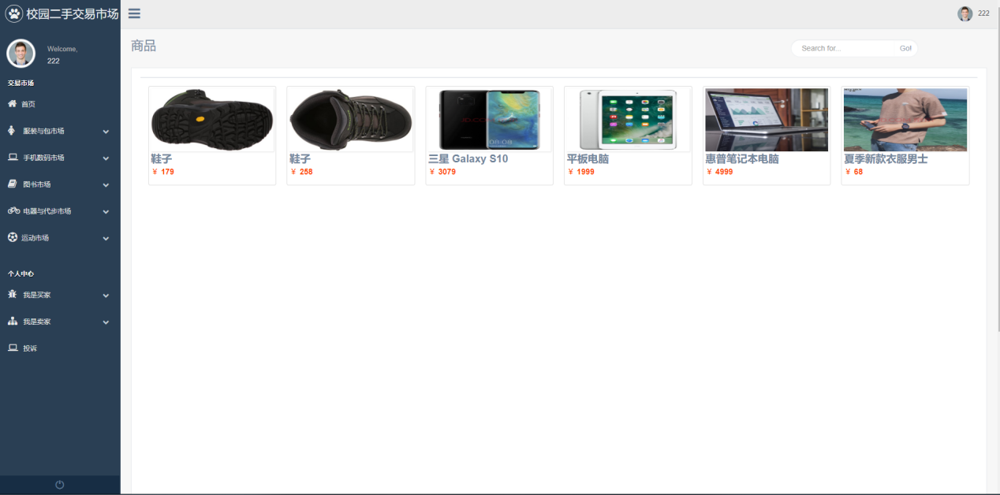 校园二手交易市场
222
Welcome,
222
交易市场
首页
服装与包市场
手机数码市场
图书市场
电器与代步市场
运动市场
个人中心
我是买家
我是卖家
投诉
商品
Search for...
Go!
鞋子
¥ 179
鞋子
¥ 258
08-08
三星 Galaxy S10
¥ 3079
平板电脑
¥ 1999
惠普笔记本电脑
¥ 4999
夏季新款衣服男士
¥ 68